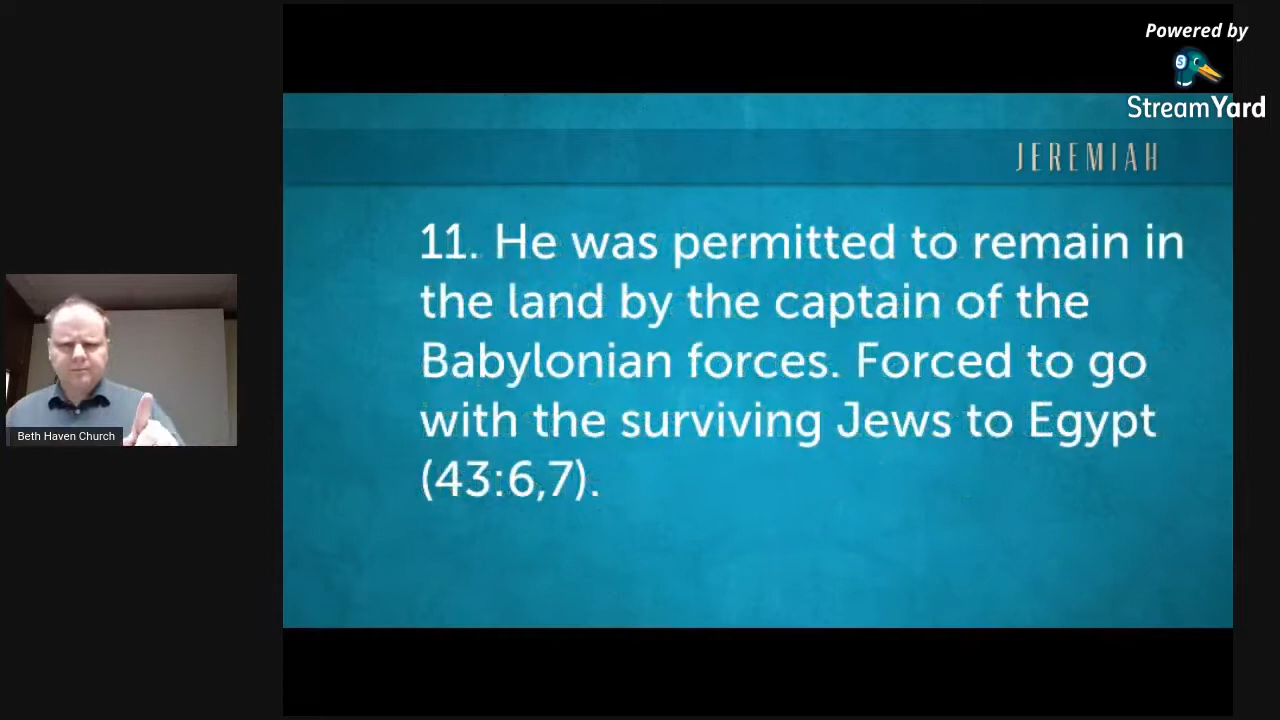 Powered by
StreamYard
JEREMIAH
11. He was permitted to remain in
the land by the captain of the
Babylonian forces. Forced to go
with the surviving Jews to Egypt
(43:6,7).
Beth Haven Church